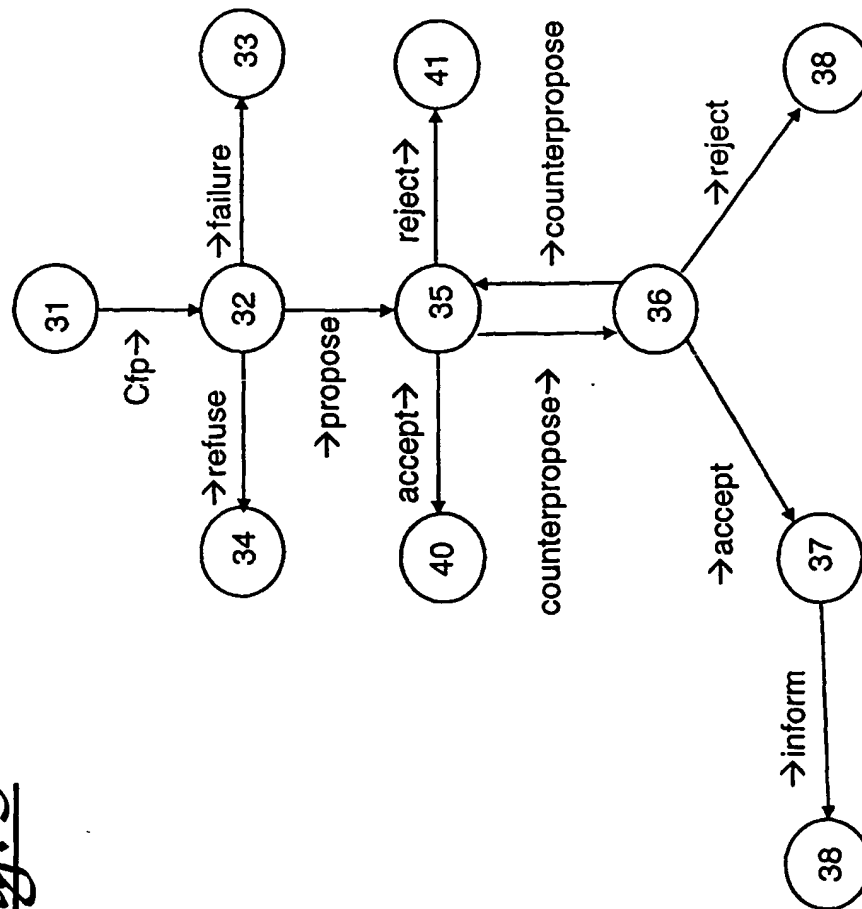 31
Cfp→
→refuse
→failure
34
32
33
→propose
accept→
reject→
40
35
41
counterpropose→
→counterpropose
36
→accept
→reject
37
38
→inform
38